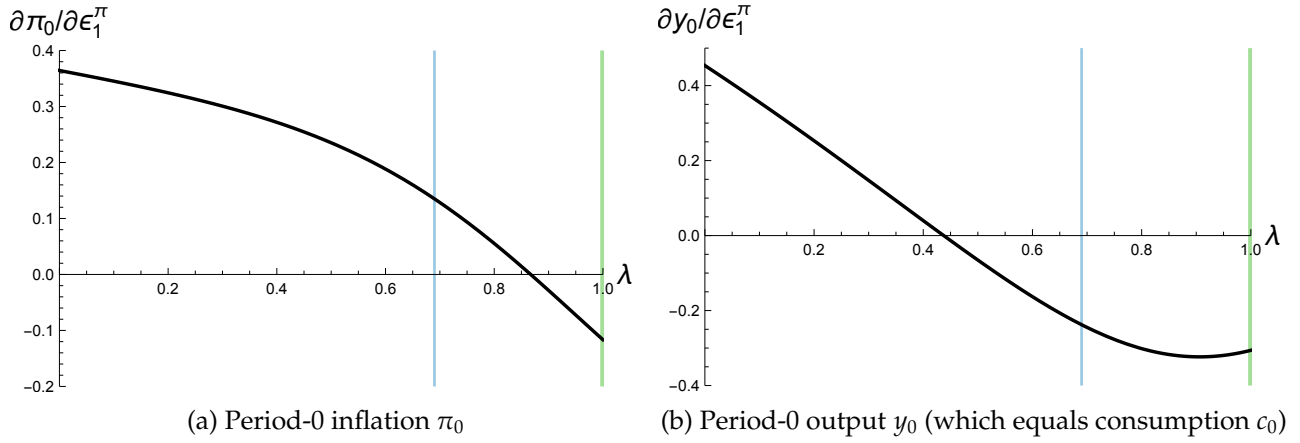 ∂π₀/∂ϵ₁^π
0.4
0.3
0.2
0.1
0.0
−0.1
−0.2
0.2 0.4 0.6 0.8 1.0 λ
(a) Period-0 inflation π₀
∂y₀/∂ϵ₁^π
0.4
0.2
0.0
−0.2
−0.4
0.2 0.4 0.6 0.8 1.0 λ
(b) Period-0 output y₀ (which equals consumption c₀)